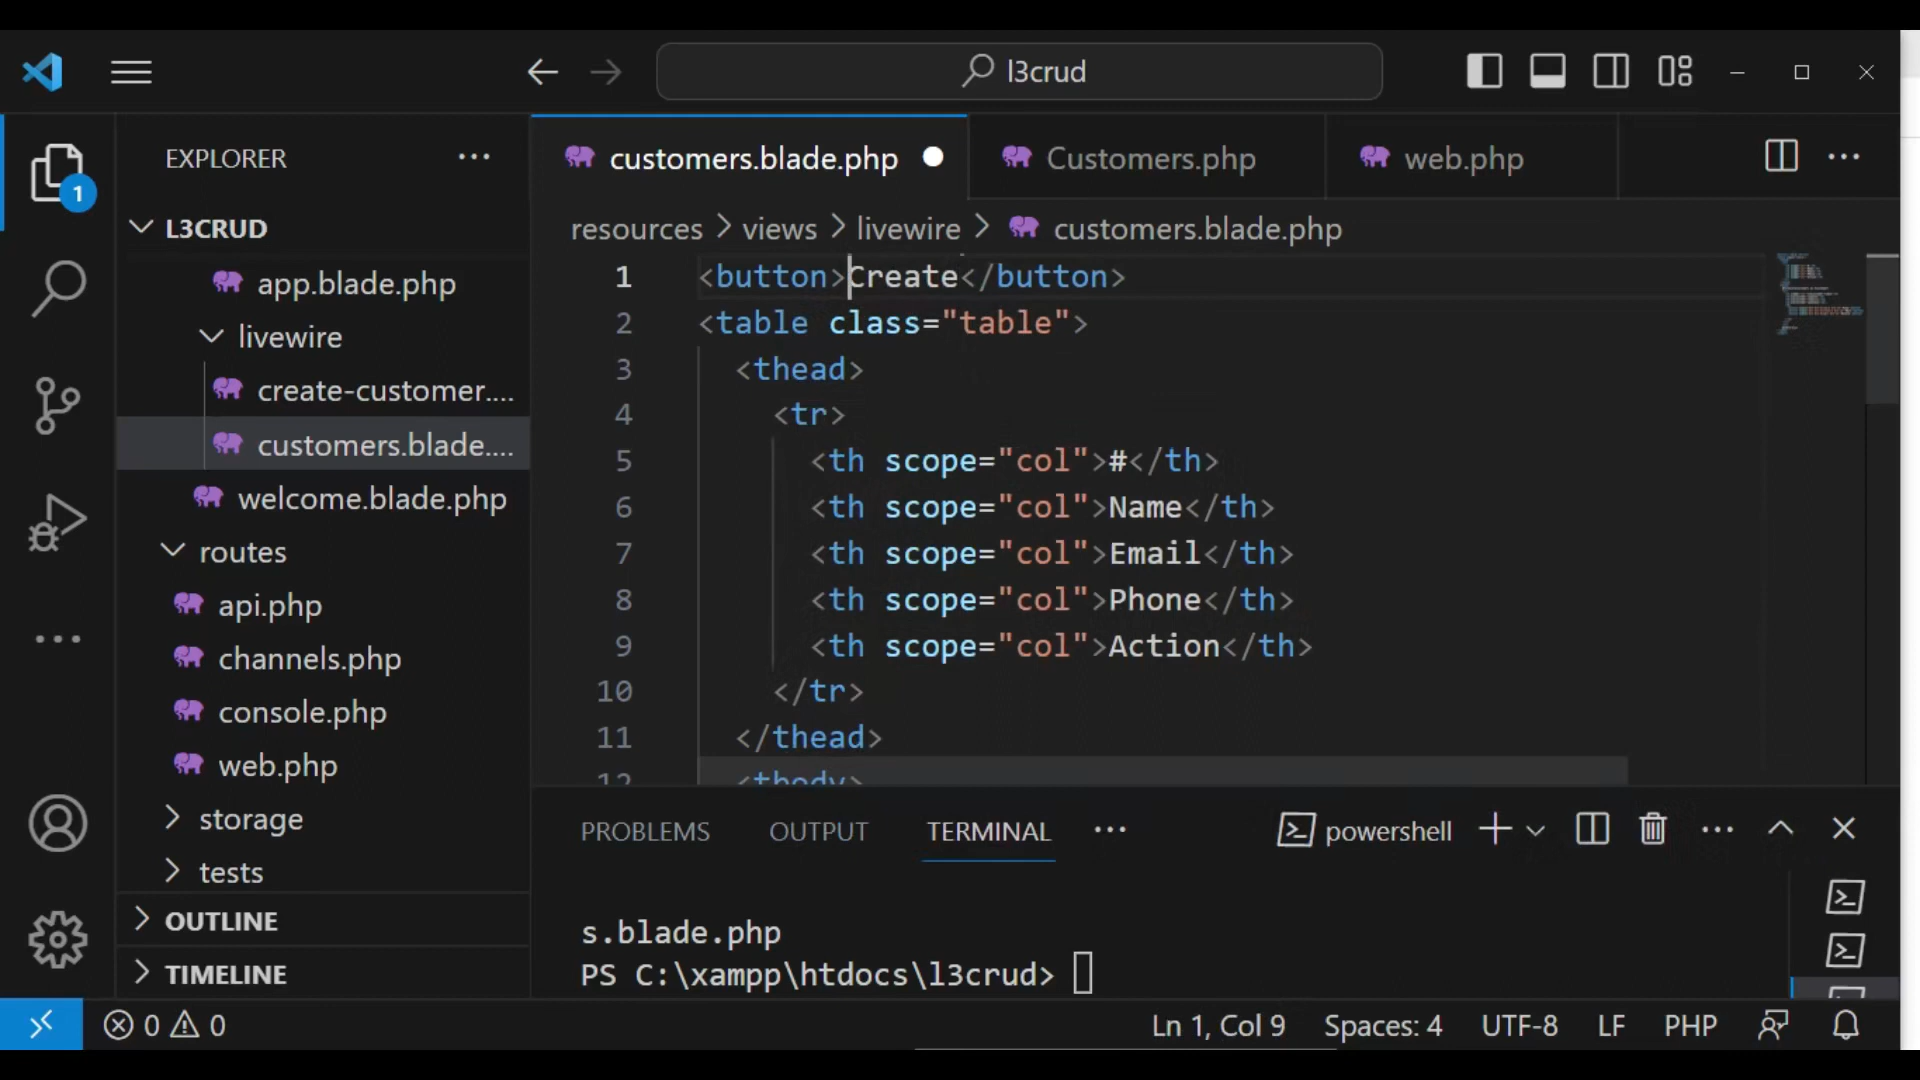 l3crud
EXPLORER
L3CRUD
app.blade.php
livewire
create-customer....
customers.blade....
welcome.blade.php
routes
api.php
channels.php
console.php
web.php
storage
tests
OUTLINE
TIMELINE
1
customers.blade.php
Customers.php
web.php
resources > views > livewire > customers.blade.php
1 <button>Create</button>
2 <table class="table">
3 <thead>
4 <tr>
5 <th scope="col">#</th>
6 <th scope="col">Name</th>
7 <th scope="col">Email</th>
8 <th scope="col">Phone</th>
9 <th scope="col">Action</th>
10 </tr>
11 </thead>
12 <tbody>
PROBLEMS OUTPUT TERMINAL
powershell
s.blade.php
PS C:\xampp\htdocs\l3crud>
0 0
Ln 1, Col 9 Spaces: 4 UTF-8 LF PHP